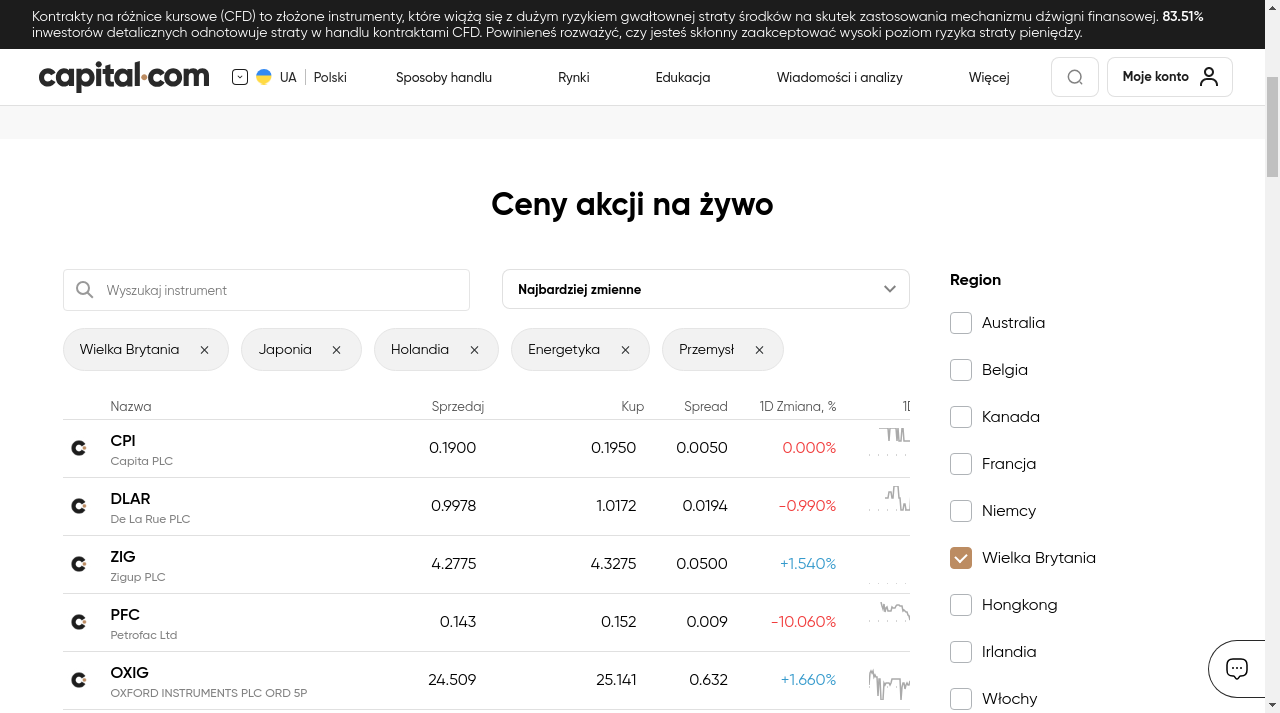 Kontrakty na różnice kursowe (CFD) to złożone instrumenty, które wiążą się z dużym ryzykiem gwałtownej straty środków na skutek zastosowania mechanizmu dźwigni finansowej. 83.51%
inwestorów detalicznych odnotowuje straty w handlu kontraktami CFD. Powinieneś rozważyć, czy jesteś skłonny zaakceptować wysoki poziom ryzyka straty pieniędzy.
capital.com UA Polski Sposoby handlu Rynki Edukacja Wiadomości i analizy Więcej Moje konto
Ceny akcji na żywo
Wyszukaj instrument
Najbardziej zmienne
Wielka Brytania Japonia Holandia Energetyka Przemysł
Nazwa Sprzedaj Kup Spread 1D Zmiana, %
CPI 0.1900 0.1950 0.0050 0.000%
Capita PLC
DLAR 0.9978 1.0172 0.0194 -0.990%
De La Rue PLC
ZIG 4.2775 4.3275 0.0500 +1.540%
Zigup PLC
PFC 0.143 0.152 0.009 -10.060%
Petrofac Ltd
OXIG 24.509 25.141 0.632 +1.660%
OXFORD INSTRUMENTS PLC ORD 5P
Region
Australia
Belgia
Kanada
Francja
Niemcy
Wielka Brytania
Hongkong
Irlandia
Włochy